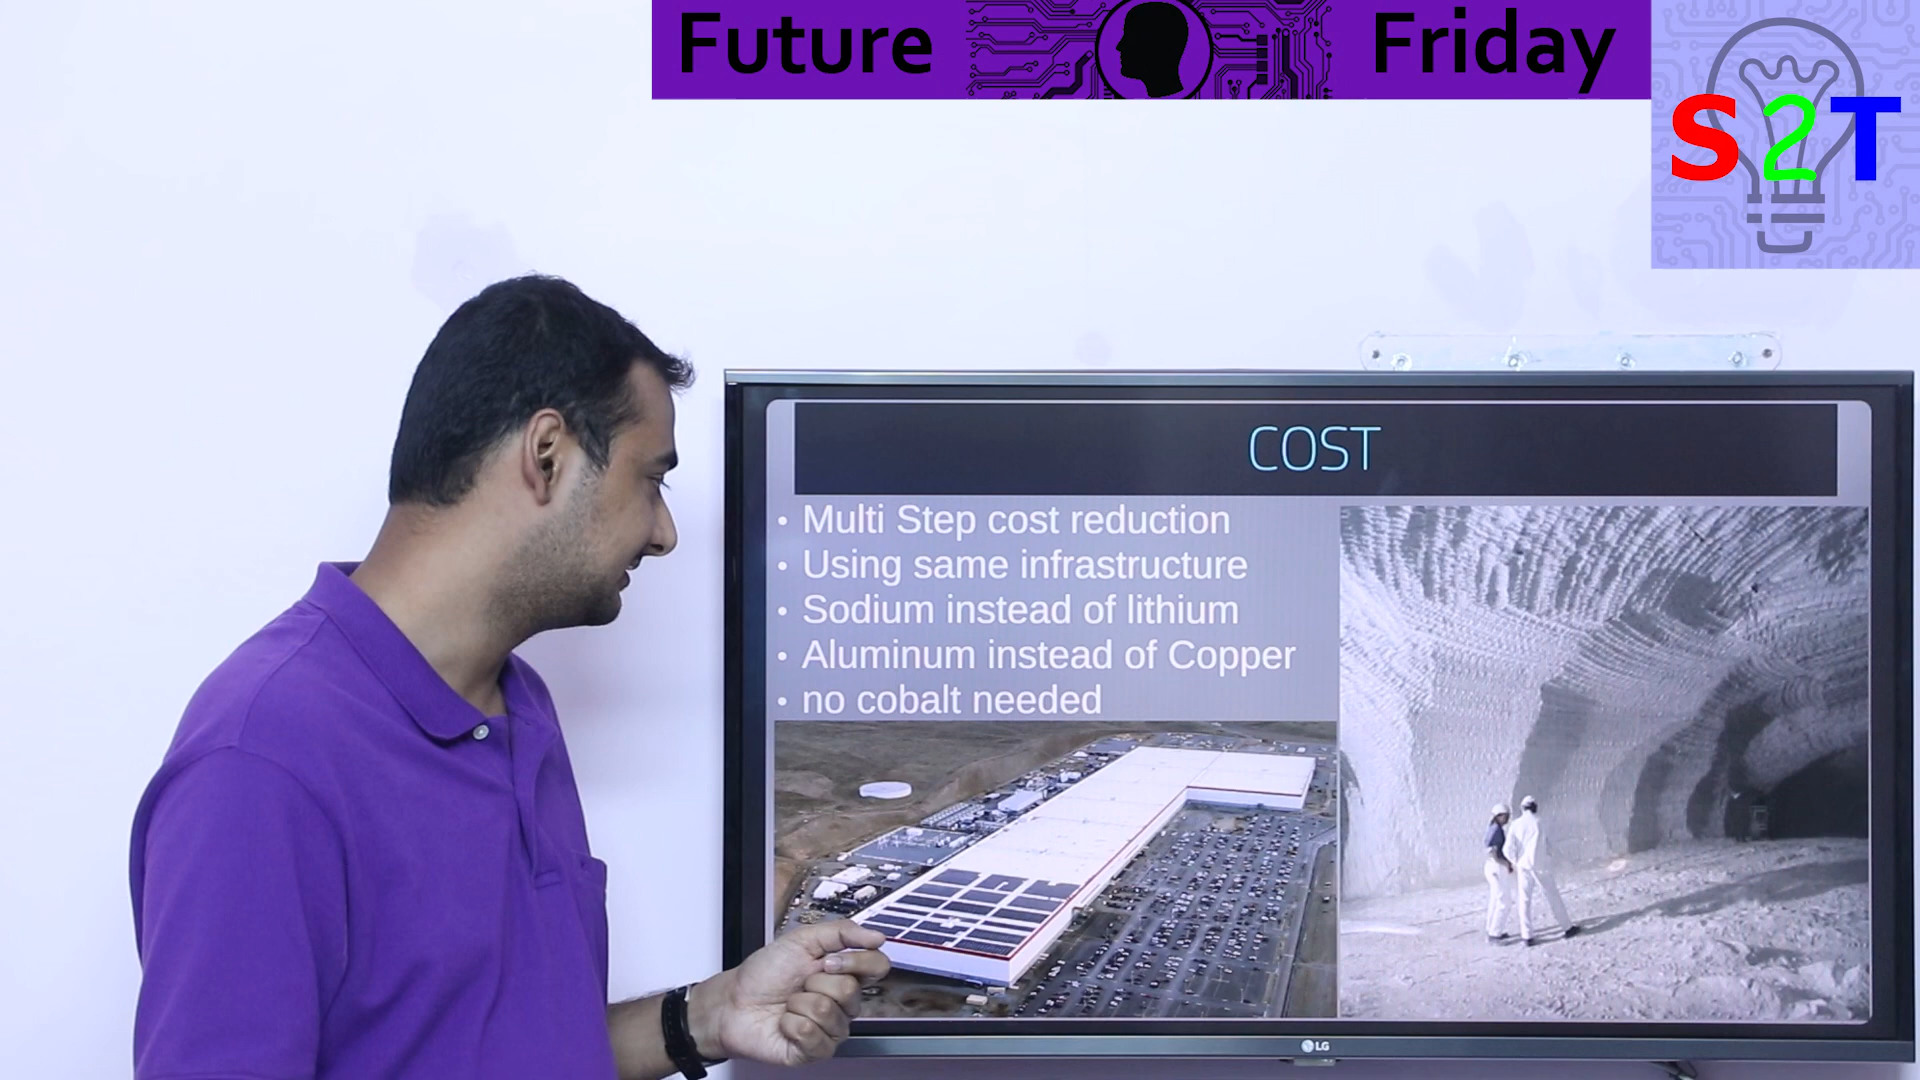 Future Friday
S2T
COST
• Multi Step cost reduction
• Using same infrastructure
• Sodium instead of lithium
• Aluminum instead of Copper
• no cobalt needed
LG